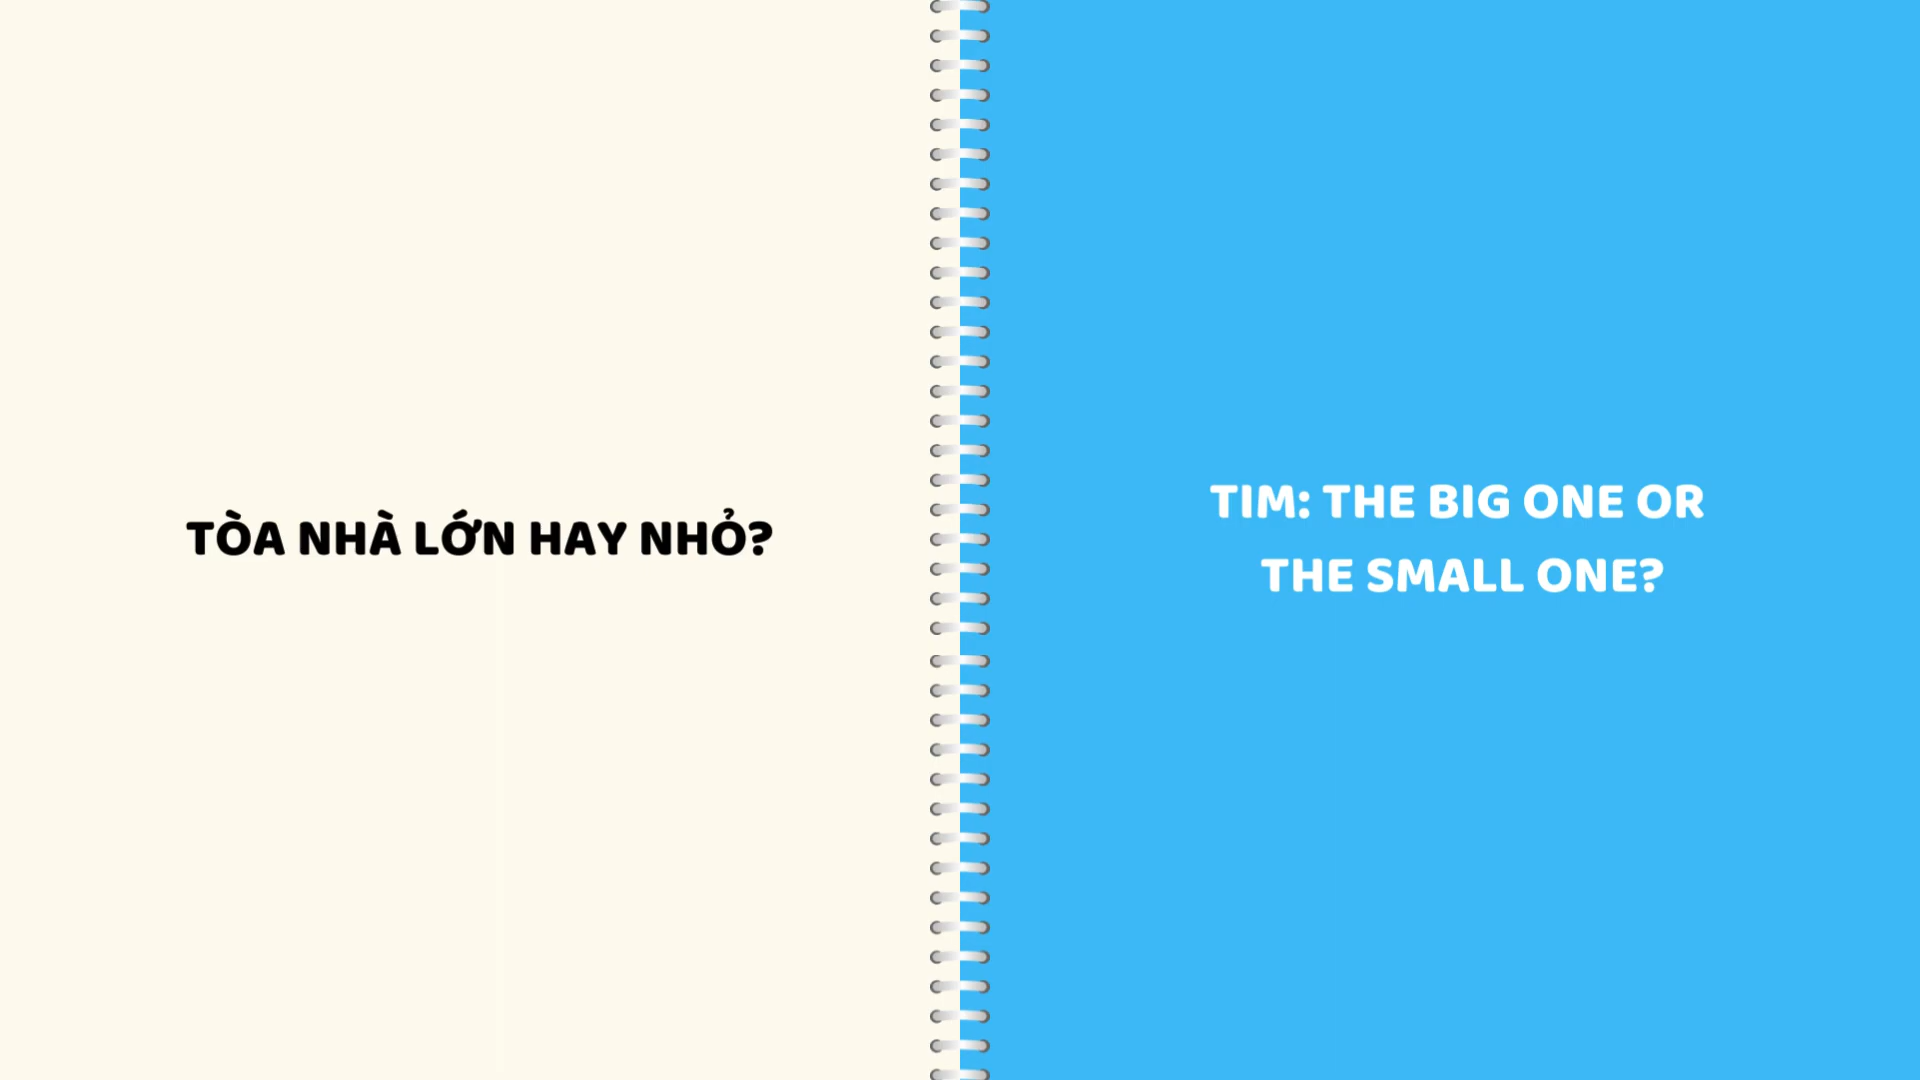 TÒA NHÀ LỚN HAY NHỎ?
TIM: THE BIG ONE OR
THE SMALL ONE?